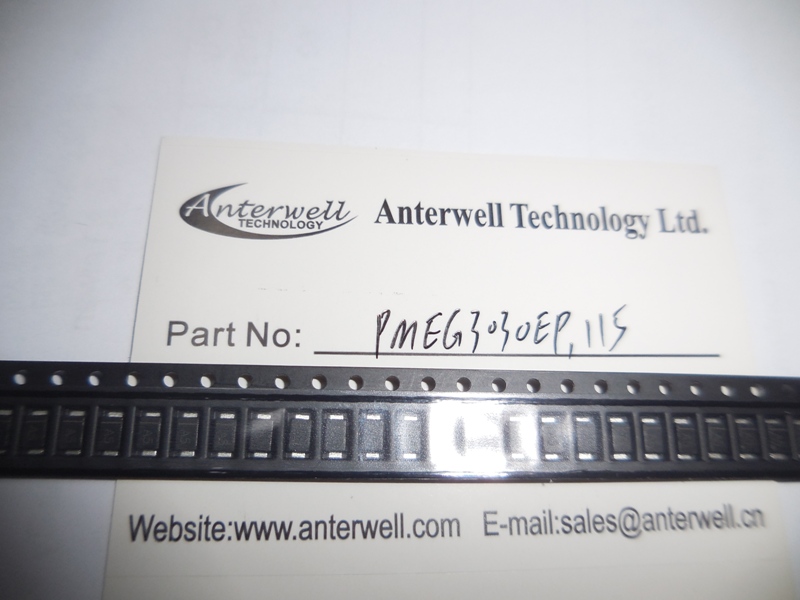 Anterwell
TECHNOLOGY
Anterwell Technology Ltd.
Part No: PMEG3030EP,115
Website:www.anterwell.com E-mail:sales@anterwell.cn